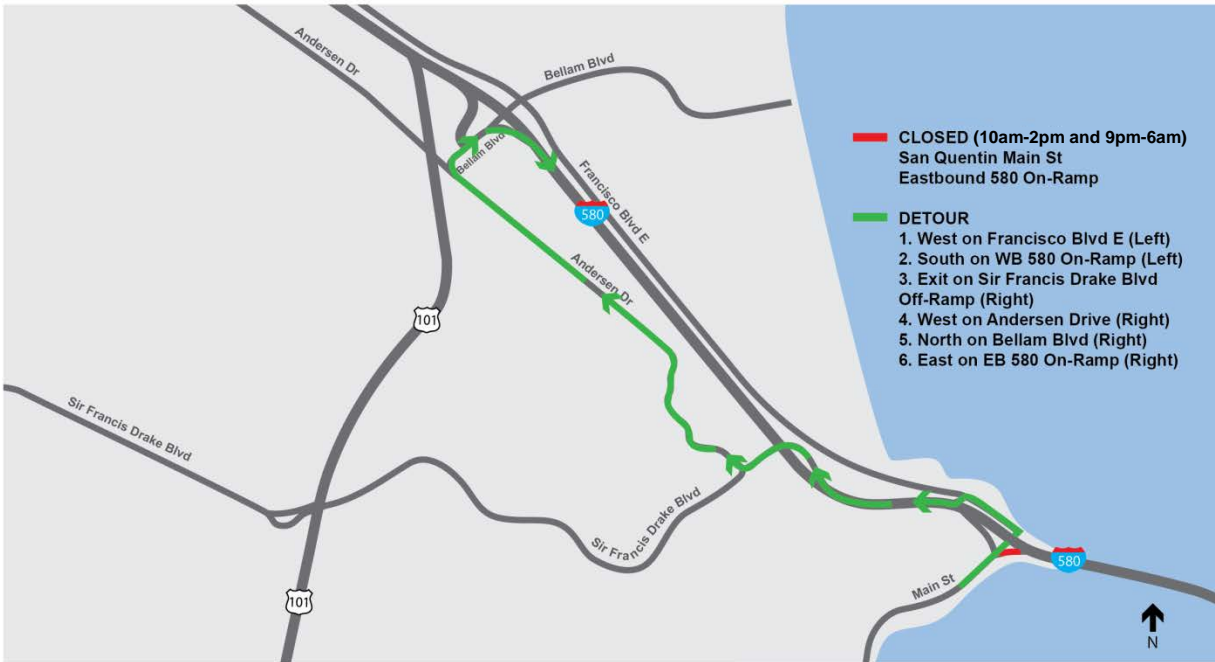 Andersen Dr
Bellam Blvd
Bellam Blvd
Francisco Blvd E
580
Andersen Dr
101
Sir Francis Drake Blvd
Sir Francis Drake Blvd
101
Main St
580
N
CLOSED (10am-2pm and 9pm-6am)
San Quentin Main St
Eastbound 580 On-Ramp
DETOUR
1. West on Francisco Blvd E (Left)
2. South on WB 580 On-Ramp (Left)
3. Exit on Sir Francis Drake Blvd
Off-Ramp (Right)
4. West on Andersen Drive (Right)
5. North on Bellam Blvd (Right)
6. East on EB 580 On-Ramp (Right)